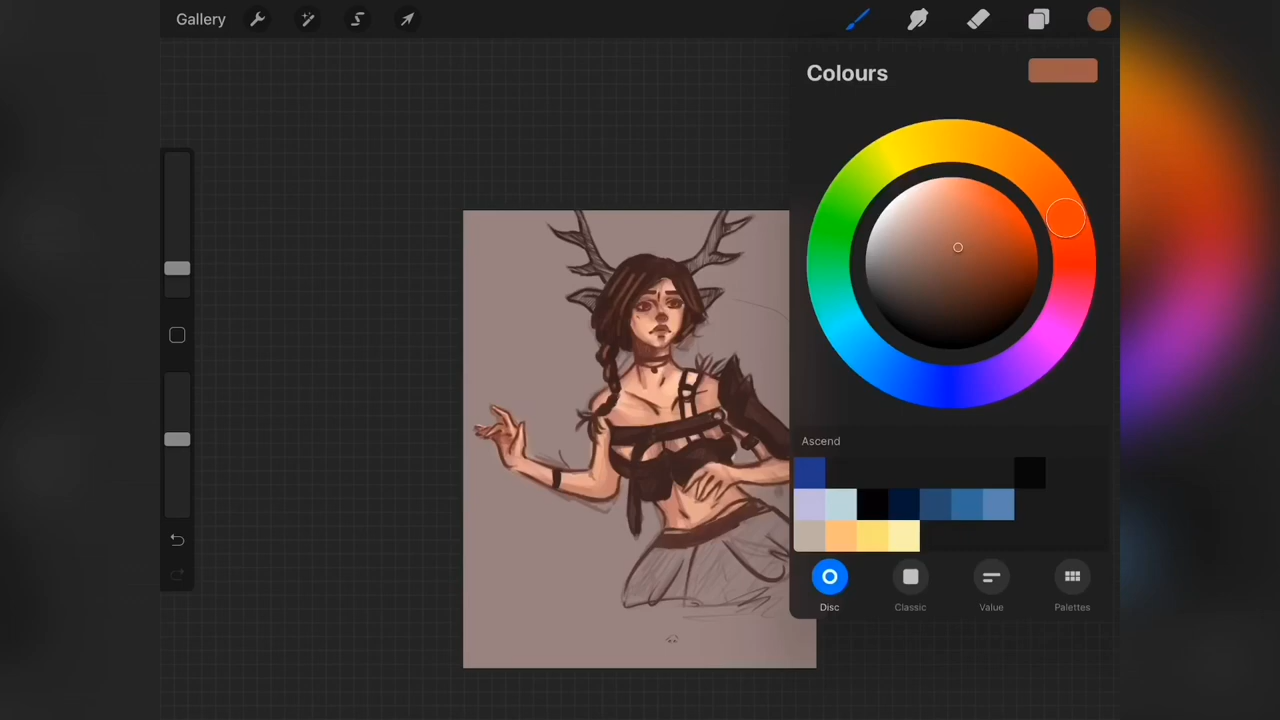 Gallery
Colours
Ascend
Disc
Classic
Value
Palettes